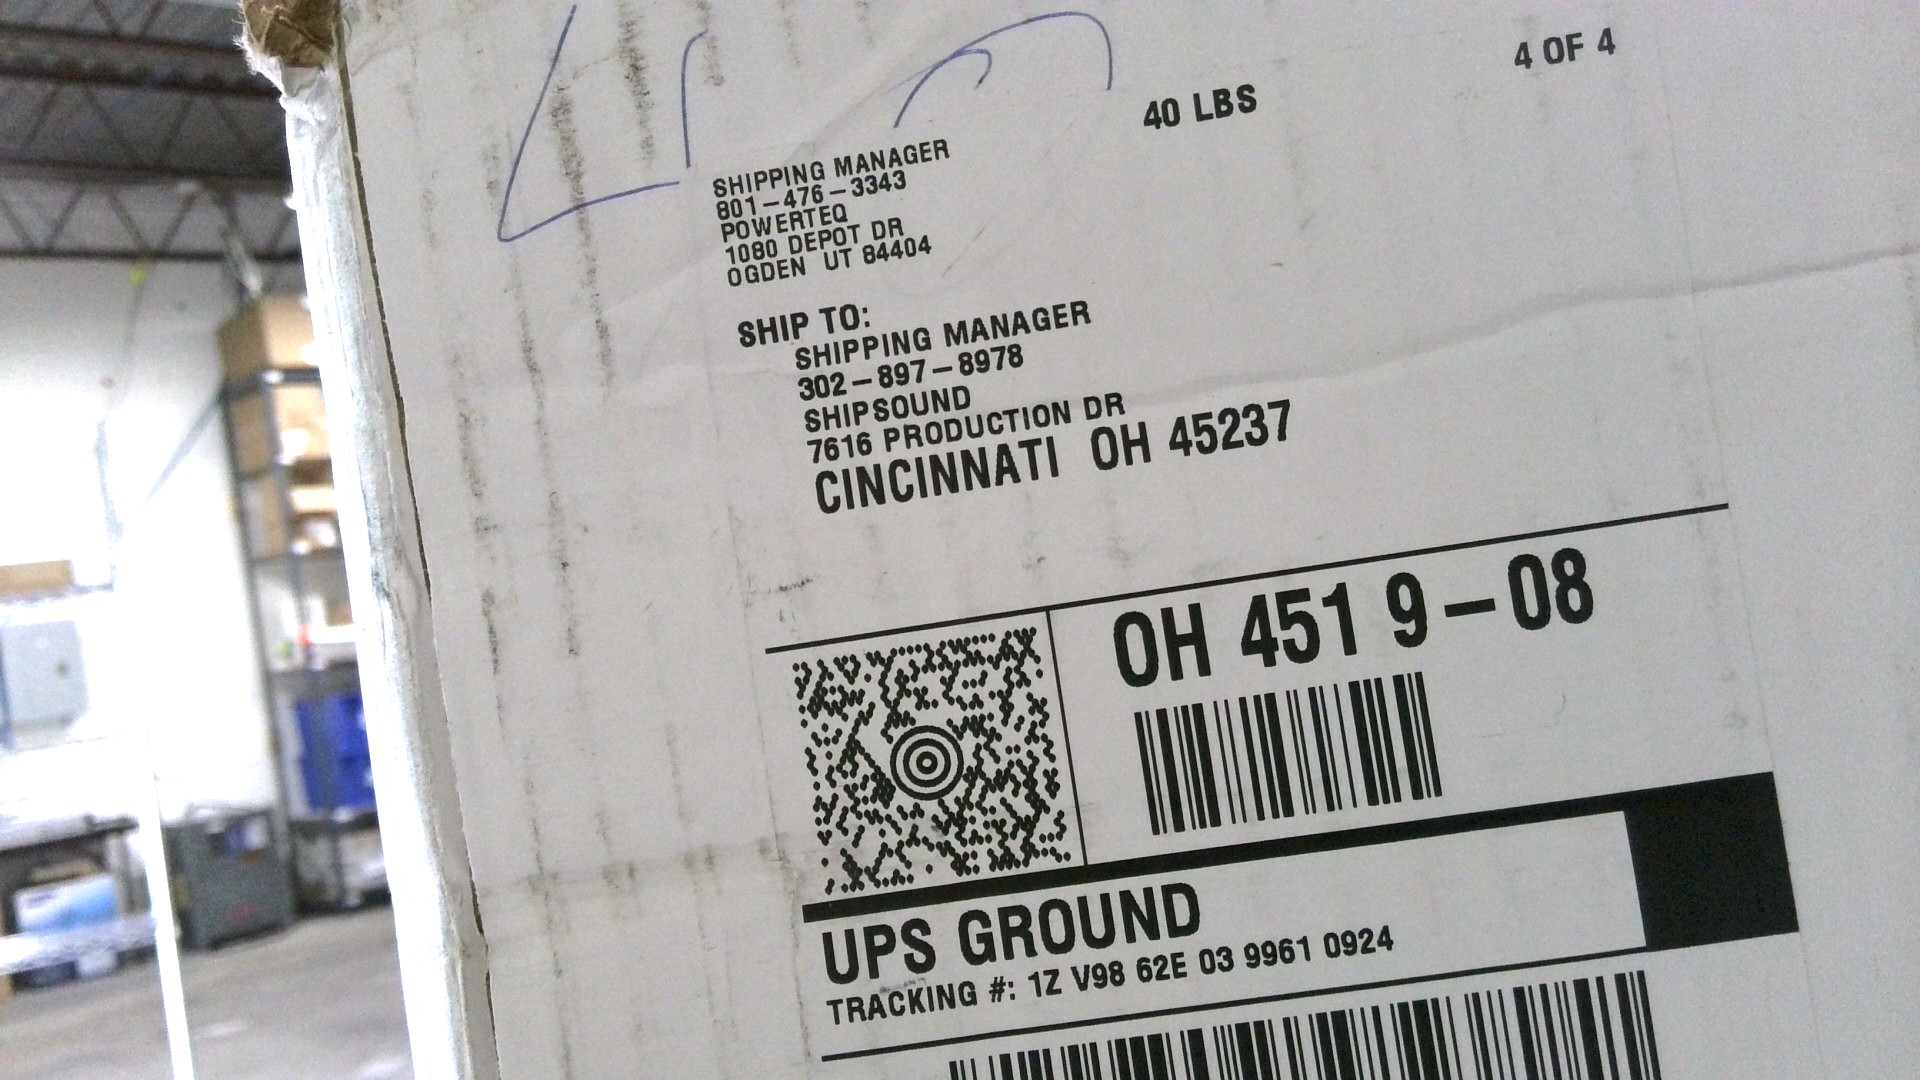 40 LBS
4 OF 4
SHIPPING MANAGER
801-476-3343
POWERTEQ
1080 DEPOT DR
OGDEN UT 84404
SHIP TO:
SHIPPING MANAGER
302-897-8978
SHIPSOUND
7616 PRODUCTION DR
CINCINNATI OH 45237
OH 451 9-08
UPS GROUND
TRACKING #: 1Z V98 62E 03 9961 0924